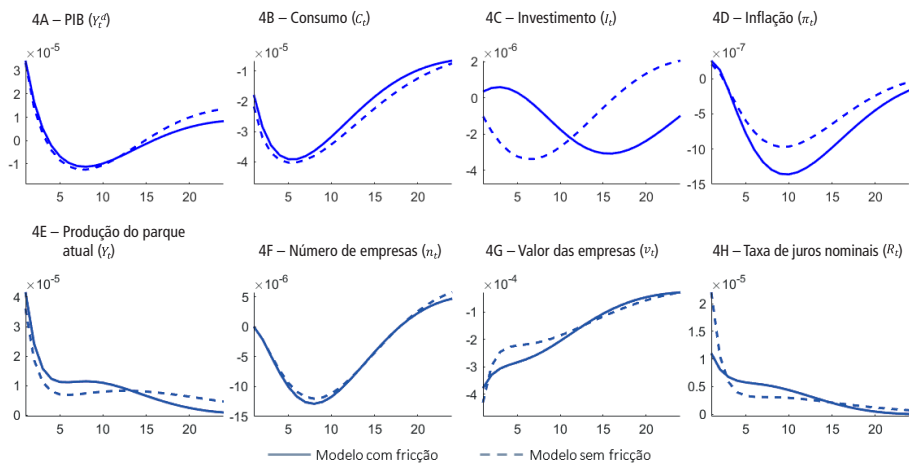 4A – PIB (Y_t^d)
4B – Consumo (C_t)
4C – Investimento (I_t)
4D – Inflação (π_t)
×10^-5
3
2
1
0
-1
5 10 15 20
×10^-5
-1
-2
-3
-4
5 10 15 20
×10^-6
2
0
-2
-4
-6
5 10 15 20
×10^-7
0
-5
-10
-15
5 10 15 20
4E – Produção do parque
atual (Y_t)
4F – Número de empresas (n_t)
4G – Valor das empresas (v_t)
4H – Taxa de juros nominais (R_t)
×10^-5
4
3
2
1
0
5 10 15 20
×10^-6
5
0
-5
-10
-15
5 10 15 20
×10^-4
-1
-2
-3
-4
5 10 15 20
×10^-5
2
1.5
1
0.5
0
5 10 15 20
Modelo com fricção Modelo sem fricção